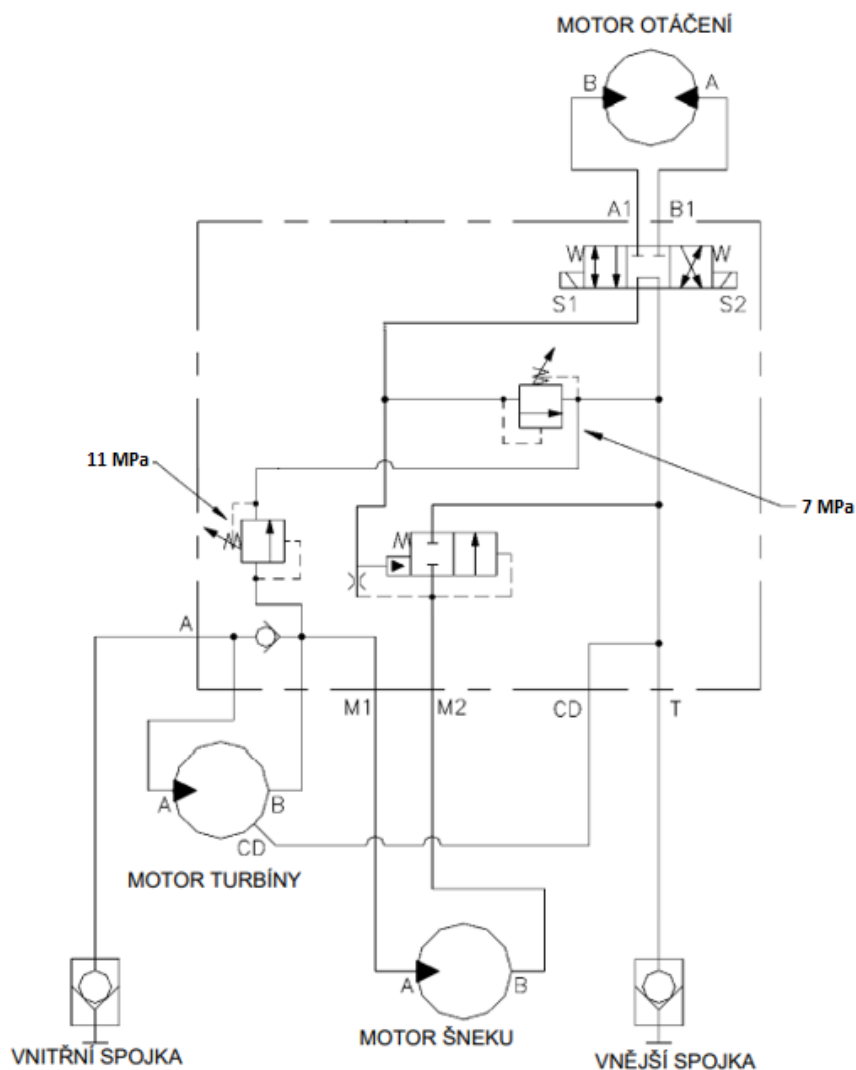 MOTOR OTÁČENÍ
B
A
A1
B1
S1
S2
11 MPa
7 MPa
A
M1
M2
CD
T
A
B
CD
MOTOR TURBÍNY
A
B
MOTOR ŠNEKU
VNITŘNÍ SPOJKA
VNĚJŠÍ SPOJKA